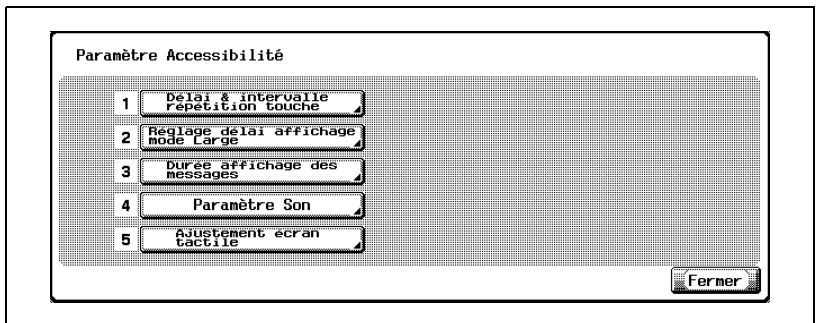 Paramètre Accessibilité
1 Délai & intervalle
répétition touche
2 Réglage délai affichage
mode Large
3 Durée affichage des
messages
4 Paramètre Son
5 Ajustement écran
tactile
Fermer